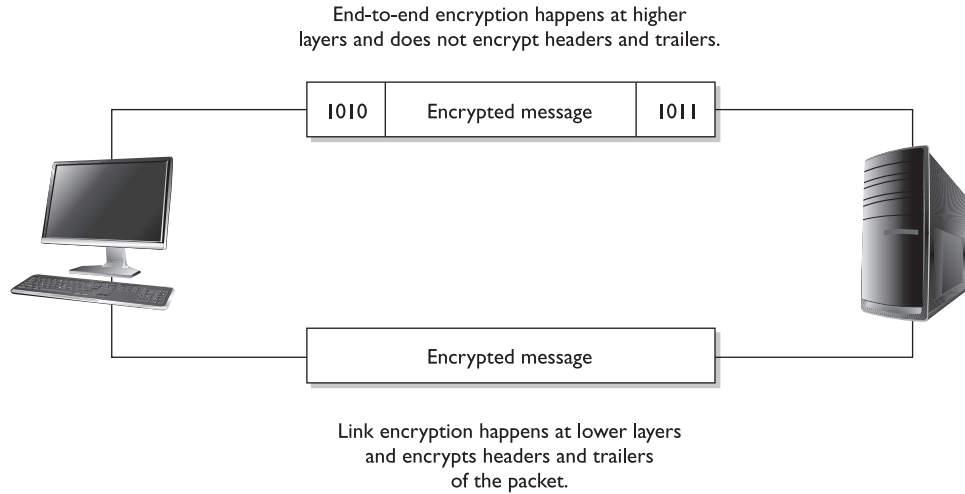 End-to-end encryption happens at higher
layers and does not encrypt headers and trailers.
1010 Encrypted message 1011
Encrypted message
Link encryption happens at lower layers
and encrypts headers and trailers
of the packet.